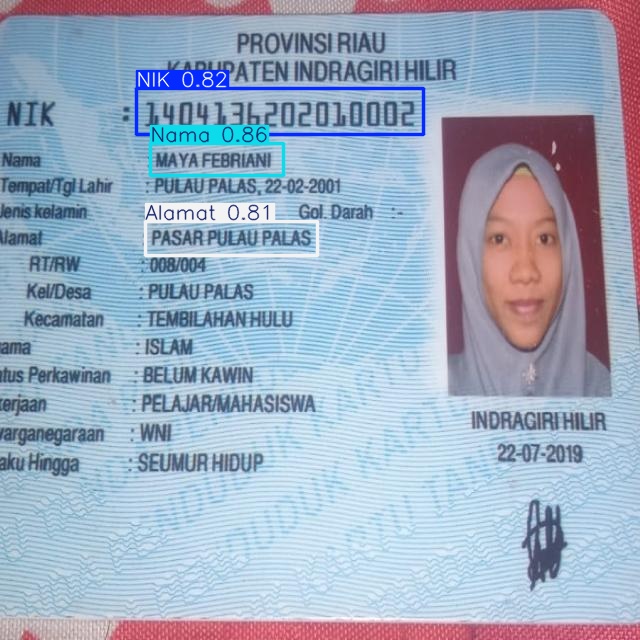 PROVINSI RIAU
KABUPATEN INDRAGIRI HILIR
NIK 0.82
NIK : 1404136202010002
Nama 0.86
Nama MAYA FEBRIANI
Tempat/Tgl Lahir : PULAU PALAS, 22-02-2001
Jenis kelamin Alamat 0.81 Gol. Darah :-
Alamat PASAR PULAU PALAS
RT/RW : 008/004
Kel/Desa : PULAU PALAS
Kecamatan : TEMBILAHAN HULU
ama : ISLAM
tus Perkawinan : BELUM KAWIN
kerjaan : PELAJAR/MAHASISWA
warganegaraan : WNI
aku Hingga : SEUMUR HIDUP
INDRAGIRI HILIR
22-07-2019